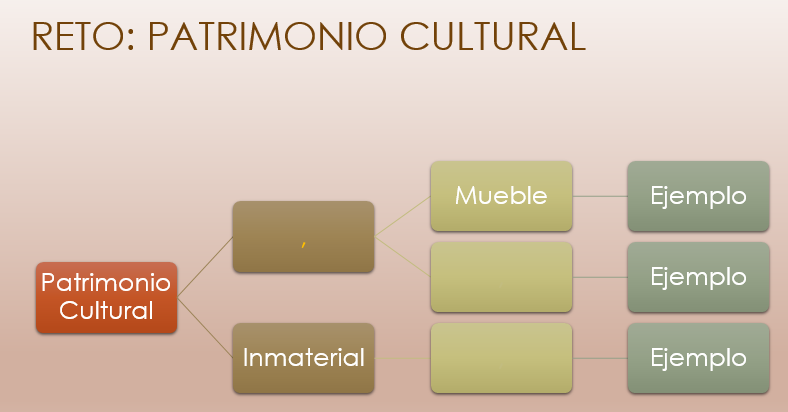 RETO: PATRIMONIO CULTURAL
Mueble
Ejemplo
,
Ejemplo
Patrimonio
Cultural
Inmaterial
Ejemplo